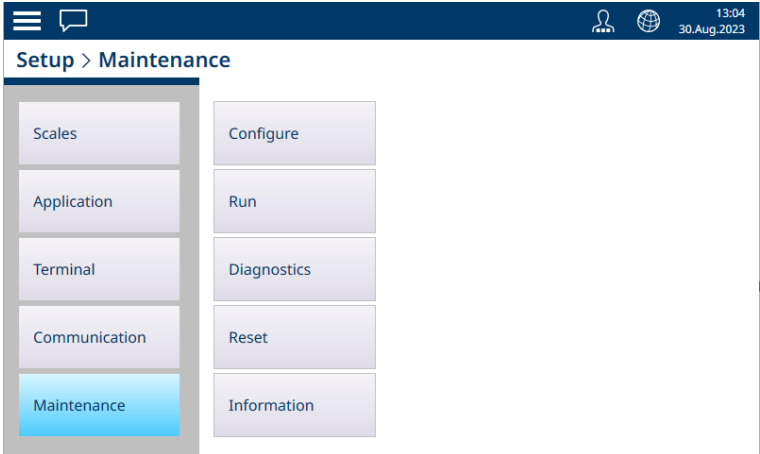 13:04
30.Aug.2023
Setup > Maintenance
Scales
Application
Terminal
Communication
Maintenance
Configure
Run
Diagnostics
Reset
Information